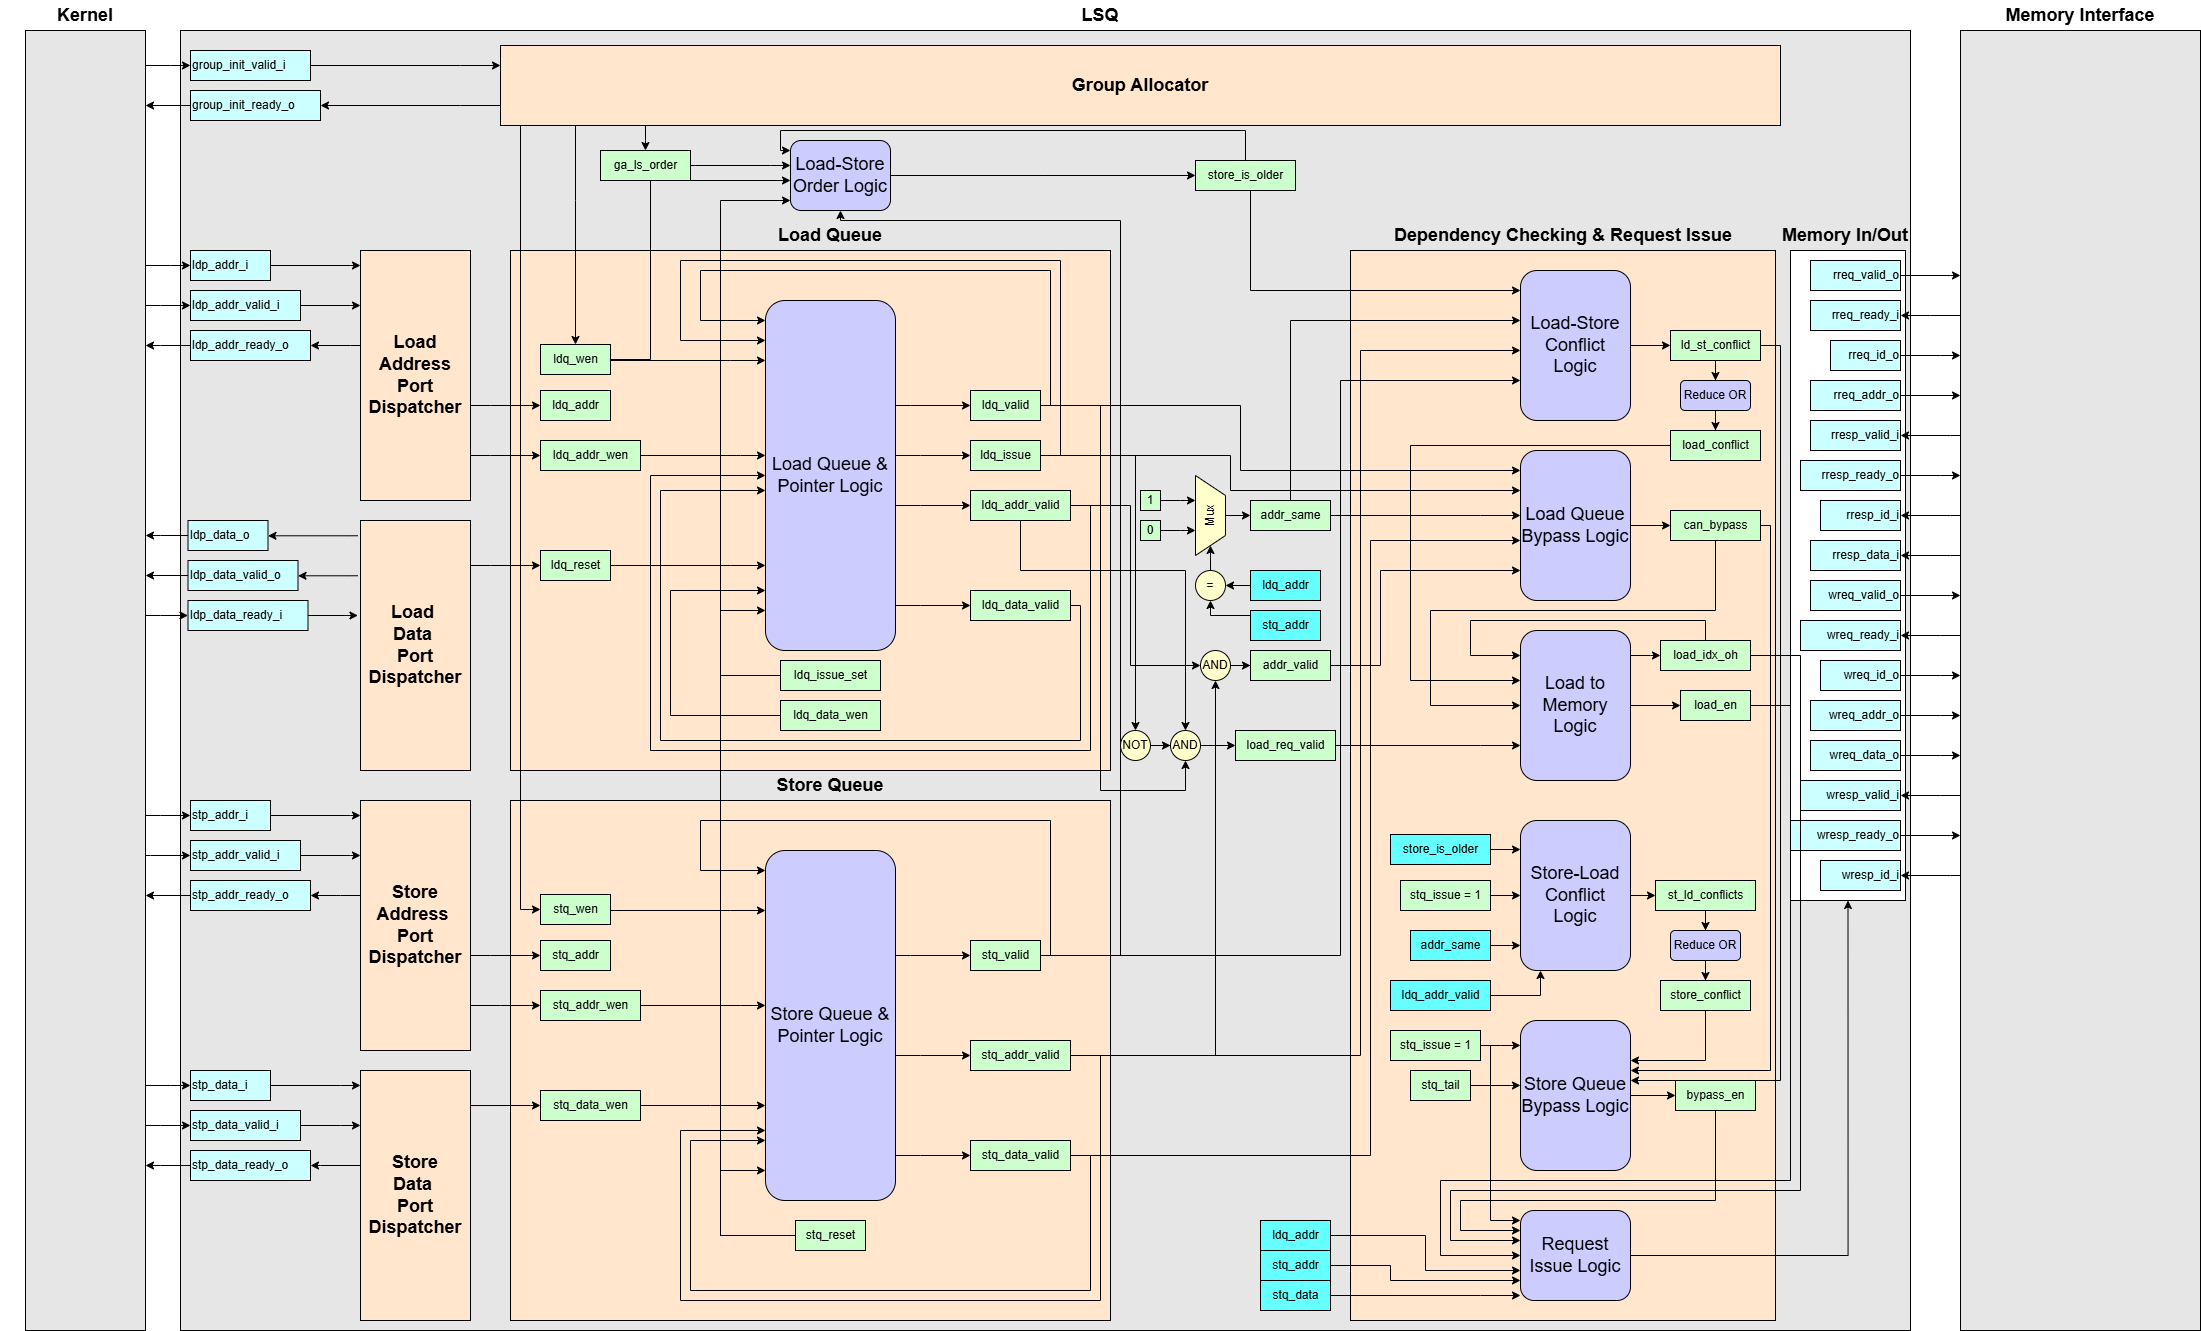 Kernel
LSQ
Memory Interface
group_init_valid_i
group_init_ready_o
Group Allocator
ga_ls_order
Load-Store
Order Logic
store_is_older
Load Queue
Dependency Checking & Request Issue
Memory In/Out
ldp_addr_i
ldp_addr_valid_i
ldp_addr_ready_o
Load
Address
Port
Dispatcher
ldq_wen
ldq_addr
ldq_addr_wen
Load Queue &
Pointer Logic
ldq_valid
ldq_issue
ldq_addr_valid
ldq_data_valid
ldp_data_o
ldp_data_valid_o
ldp_data_ready_i
Load
Data
Port
Dispatcher
ldq_reset
ldq_issue_set
ldq_data_wen
1
0
Mux
addr_same
=
ldq_addr
stq_addr
AND
addr_valid
NOT
AND
load_req_valid
Load-Store
Conflict
Logic
ld_st_conflict
Reduce OR
load_conflict
Load Queue
Bypass Logic
can_bypass
Load to
Memory
Logic
load_idx_oh
load_en
rreq_valid_o
rreq_ready_i
rreq_id_o
rreq_addr_o
rresp_valid_i
rresp_ready_o
rresp_id_i
rresp_data_i
wreq_valid_o
wreq_ready_i
wreq_id_o
wreq_addr_o
wreq_data_o
wresp_valid_i
wresp_ready_o
wresp_id_i
Store Queue
stp_addr_i
stp_addr_valid_i
stp_addr_ready_o
Store
Address
Port
Dispatcher
stq_wen
stq_addr
stq_addr_wen
Store Queue &
Pointer Logic
stq_valid
stq_addr_valid
stq_data_valid
stp_data_i
stp_data_valid_i
stp_data_ready_o
Store
Data
Port
Dispatcher
stq_data_wen
stq_reset
store_is_older
stq_issue = 1
addr_same
ldq_addr_valid
Store-Load
Conflict
Logic
st_ld_conflicts
Reduce OR
store_conflict
stq_issue = 1
stq_tail
Store Queue
Bypass Logic
bypass_en
ldq_addr
stq_addr
stq_data
Request
Issue Logic